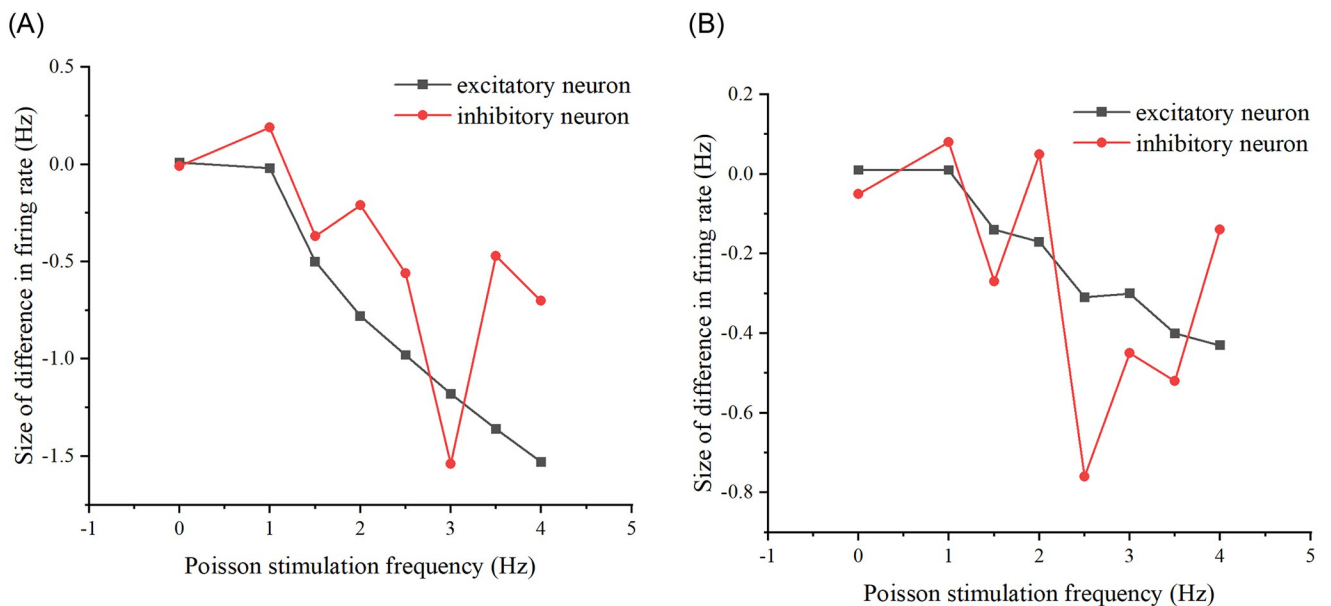 (A)
Size of difference in firing rate (Hz)
0.5
0.0
-0.5
-1.0
-1.5
excitatory neuron
inhibitory neuron
-1 0 1 2 3 4 5
Poisson stimulation frequency (Hz)
(B)
Size of difference in firing rate (Hz)
0.2
0.0
-0.2
-0.4
-0.6
-0.8
excitatory neuron
inhibitory neuron
-1 0 1 2 3 4 5
Poisson stimulation frequency (Hz)